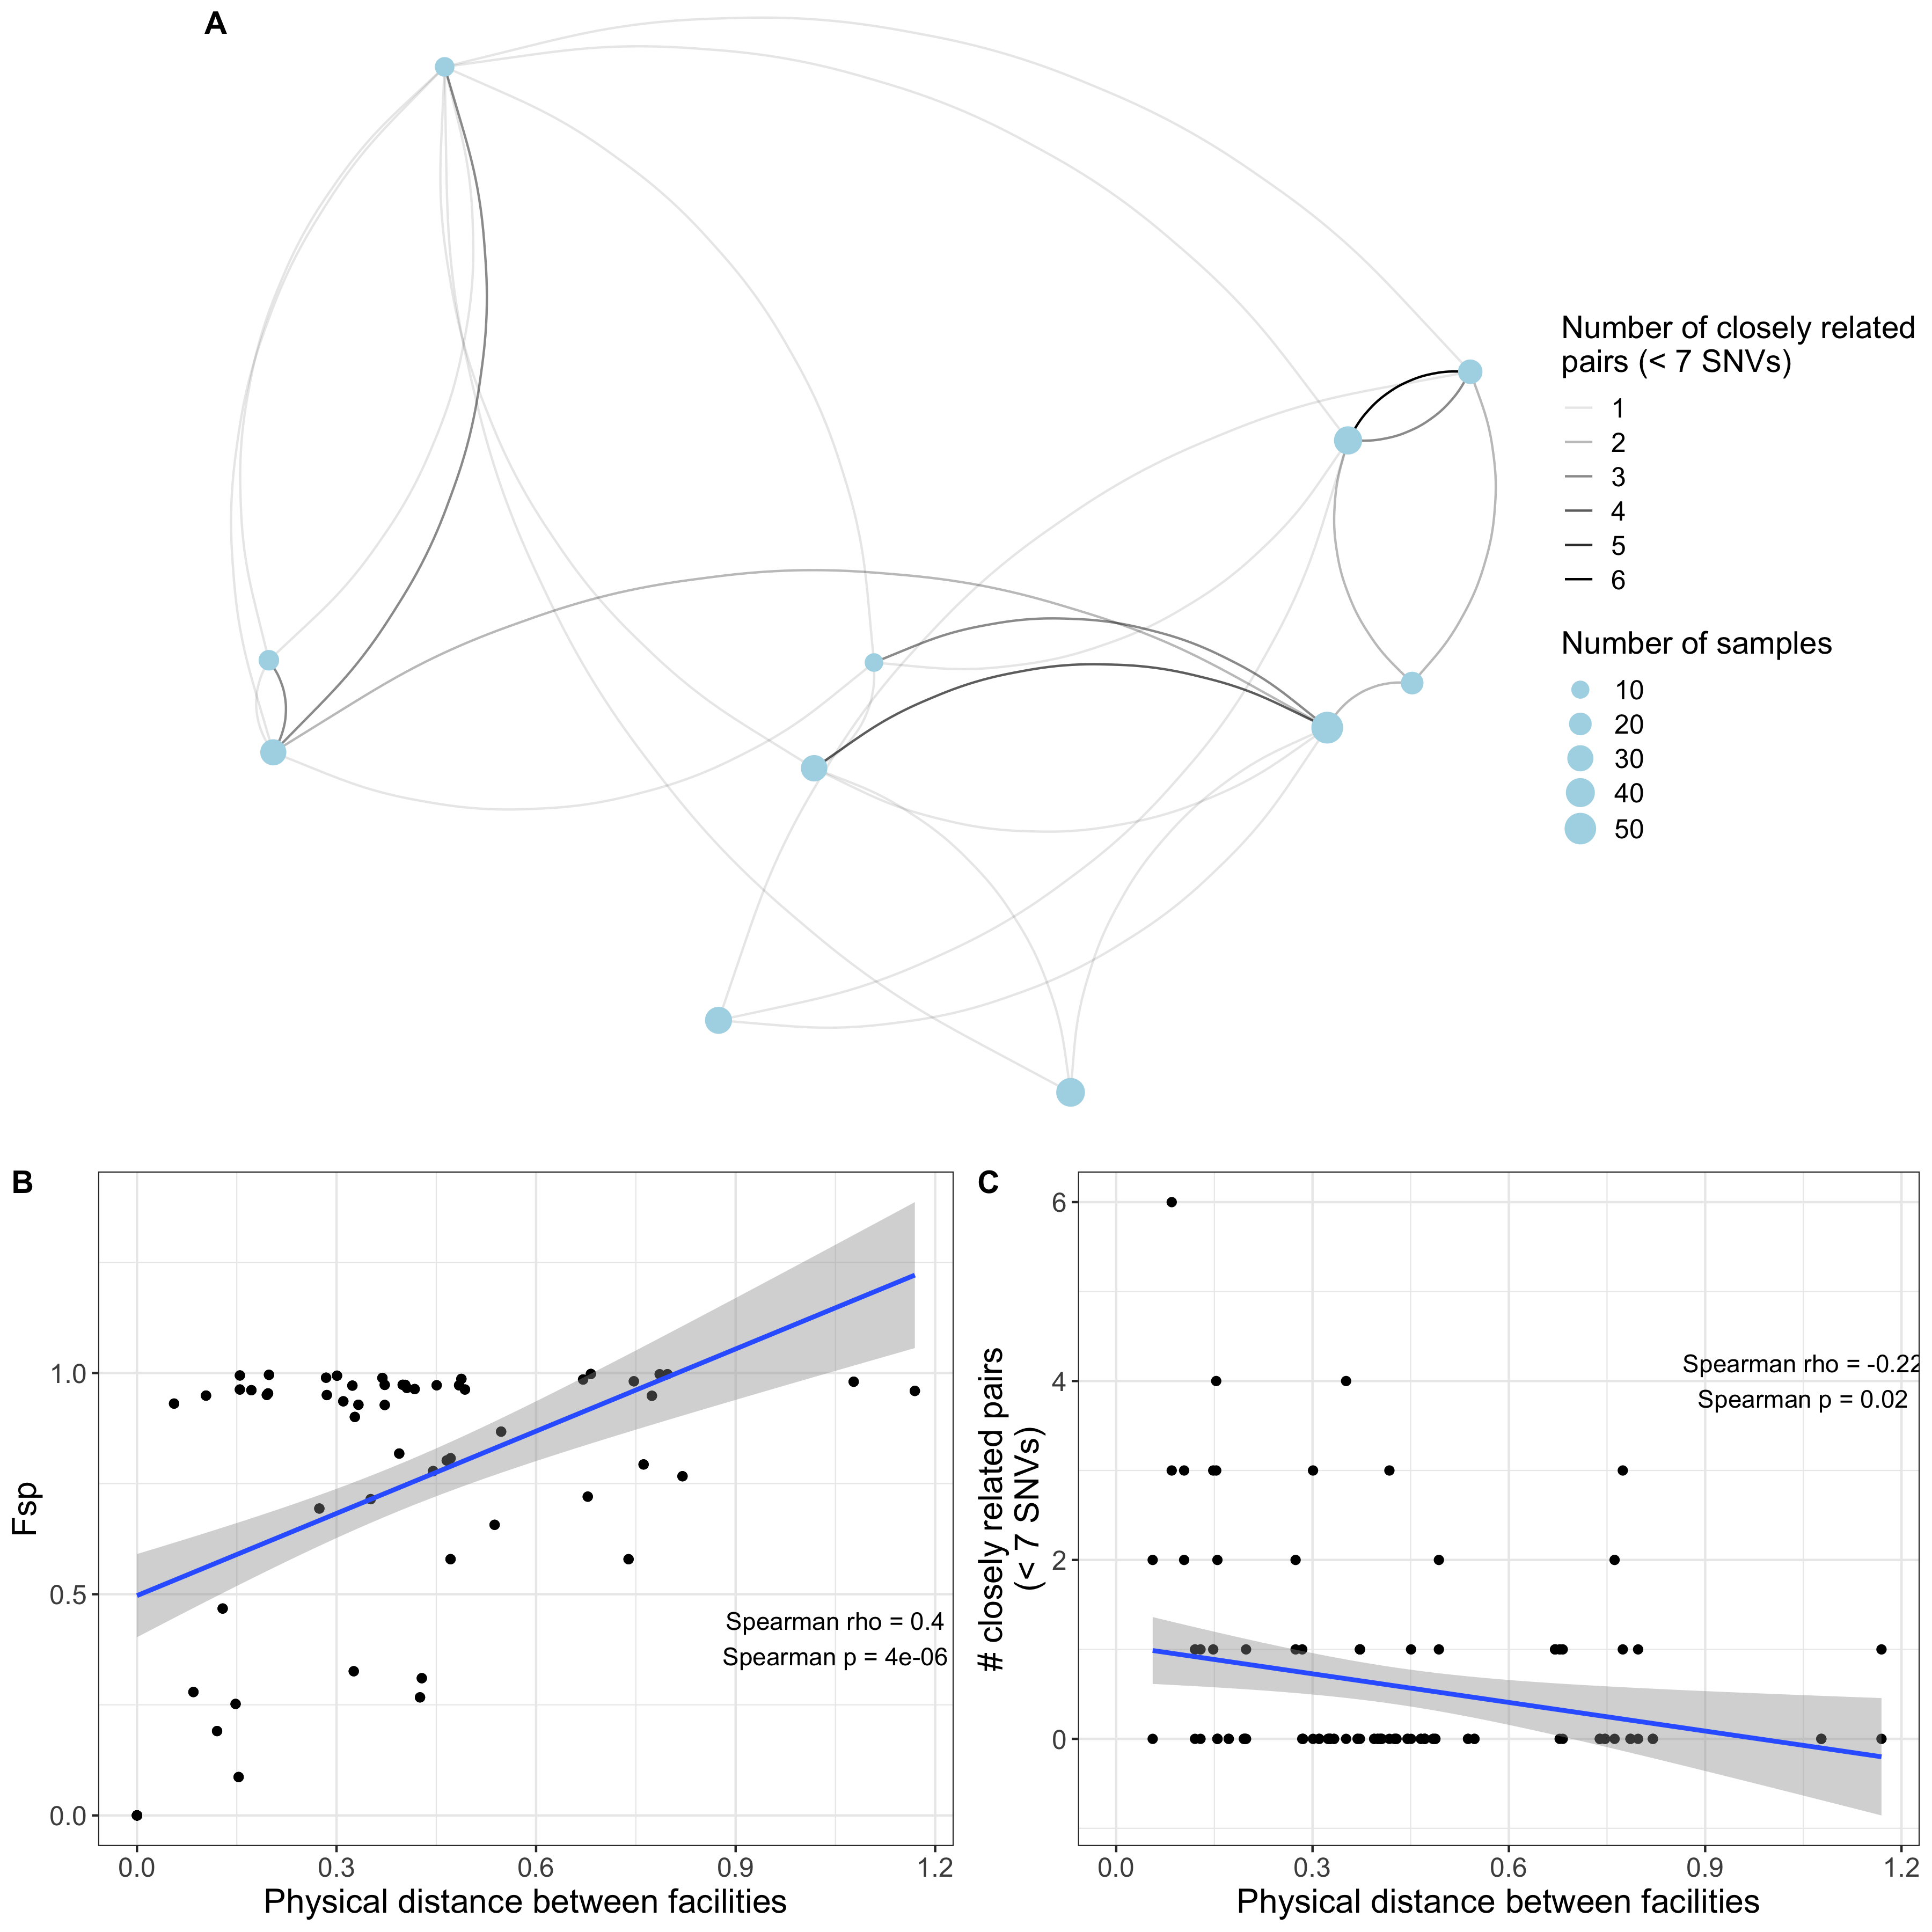 A
Number of closely related
pairs (< 7 SNVs)
1
2
3
4
5
6
Number of samples
10
20
30
40
50
B
Fsp
1.0
0.5
0.0
Spearman rho = 0.4
Spearman p = 4e-06
0.0 0.3 0.6 0.9 1.2
Physical distance between facilities
C
# closely related pairs
(< 7 SNVs)
6
4
2
0
Spearman rho = -0.22
Spearman p = 0.02
0.0 0.3 0.6 0.9 1.2
Physical distance between facilities